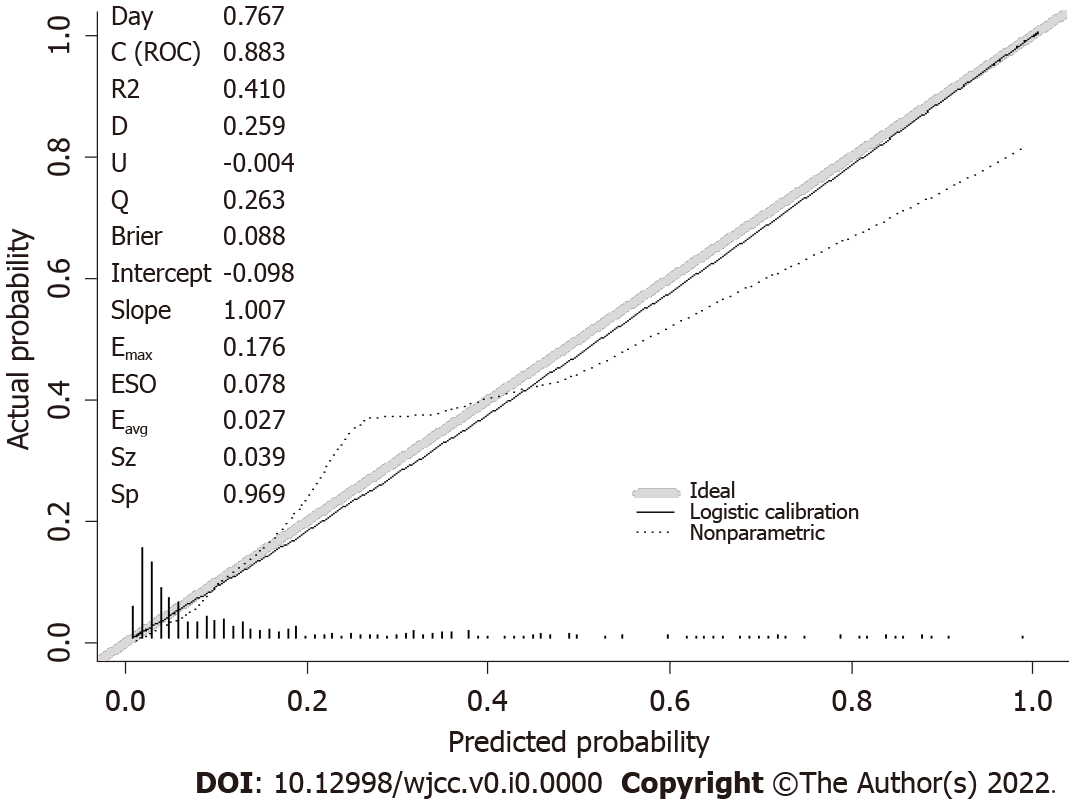 Day 0.767
C (ROC) 0.883
R2 0.410
D 0.259
U -0.004
Q 0.263
Brier 0.088
Intercept -0.098
Slope 1.007
Emax 0.176
ESO 0.078
Eavg 0.027
Sz 0.039
Sp 0.969
1.0
0.8
0.6
0.4
0.2
0.0
Actual probability
Ideal
Logistic calibration
Nonparametric
0.0 0.2 0.4 0.6 0.8 1.0
Predicted probability
DOI: 10.12998/wjcc.v0.i0.0000 Copyright ©The Author(s) 2022.